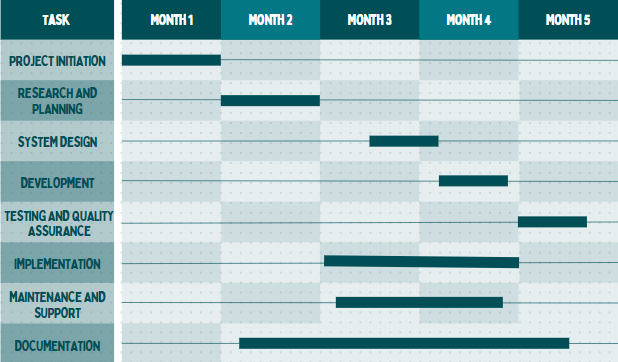 TASK
MONTH 1
MONTH 2
MONTH 3
MONTH 4
MONTH 5
PROJECT INITIATION
RESEARCH AND
PLANNING
SYSTEM DESIGN
DEVELOPMENT
TESTING AND QUALITY
ASSURANCE
IMPLEMENTATION
MAINTENANCE AND
SUPPORT
DOCUMENTATION